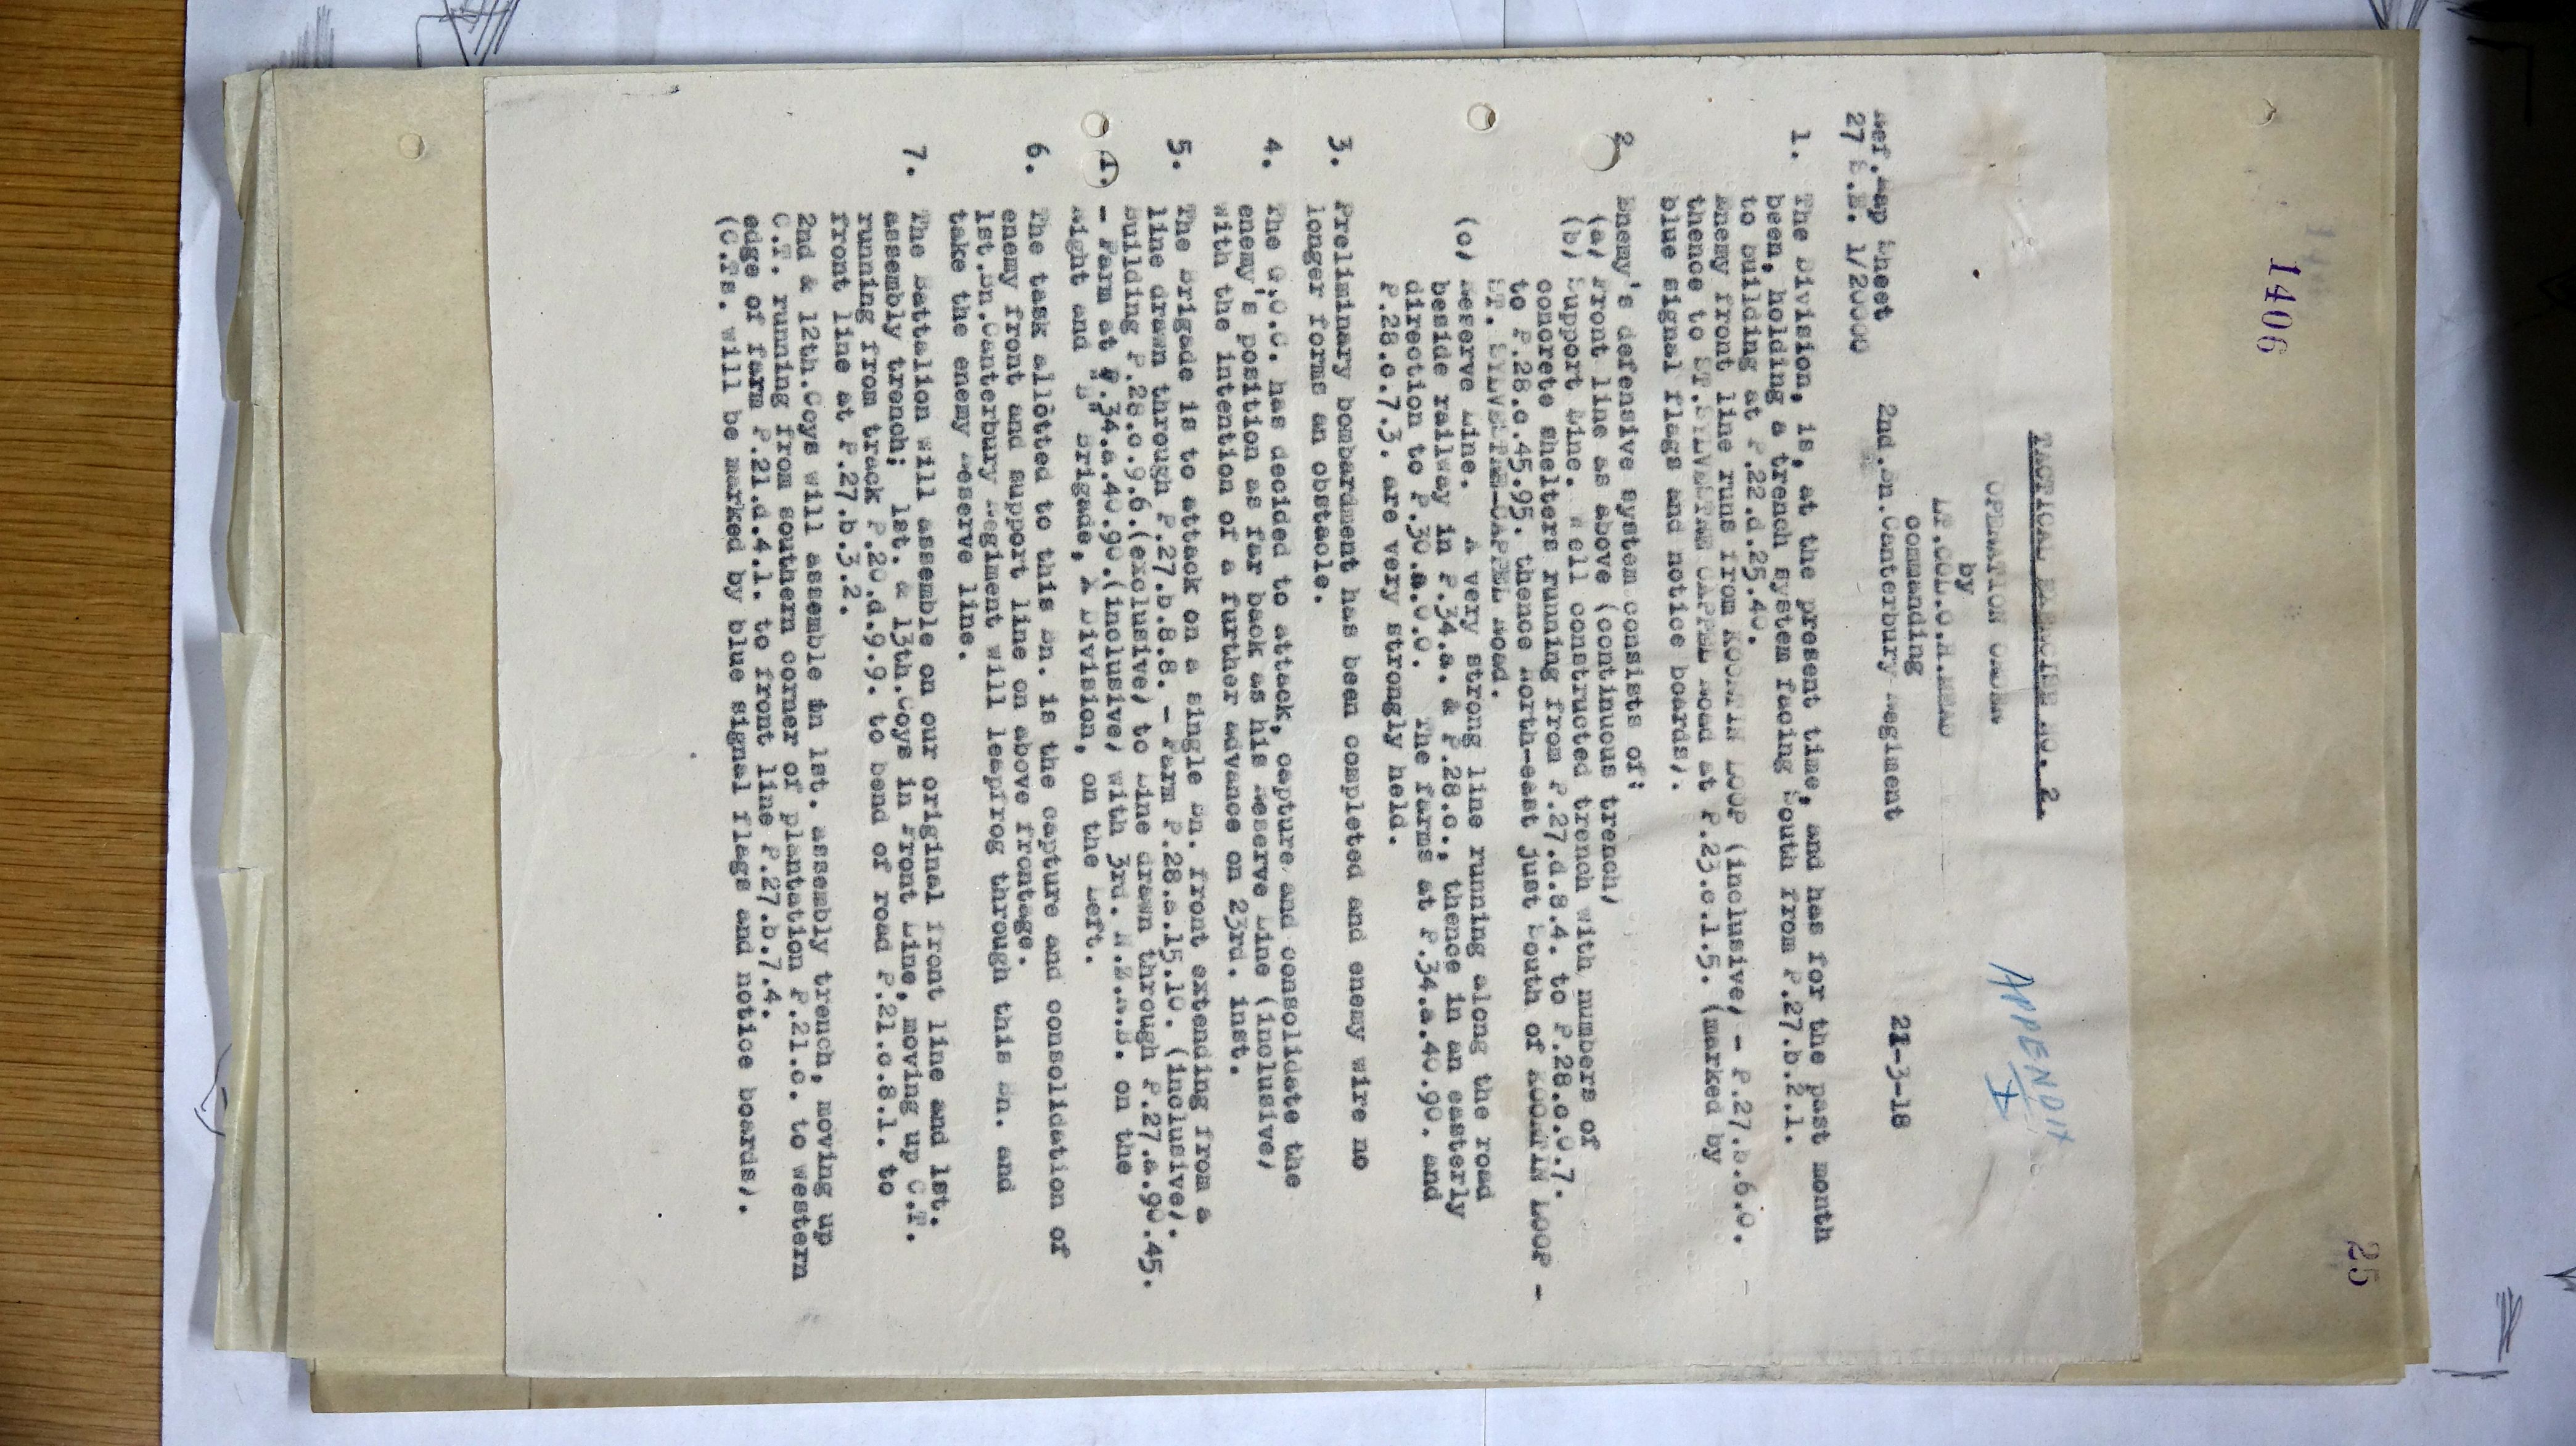 1406
25
TACTICAL EXERCISE NO. 2.
OPERATION ORDER.
by
LT.COL.O.H.MEAD
commanding
2nd.Bn.Canterbury Regiment
APPENDIX
I
21-3-18
Ref.Map Sheet
27 S.E. 1/20000
1. The Division, is, at the present time, and has for the past month
been, holding a trench system facing South from P.27.b.2.1.
to building at P.22.d.25.40.
Enemy front line runs from KOORTIN LOOP (inclusive) - P.27.b.6.0.
thence to ST.SYLVESTRE CAPPEL Road at P.23.c.1.5. (marked by
blue signal flags and notice boards).
2. Enemy's defensive system consists of:
(a) Front line as above (continuous trench)
(b) Support Line. Well constructed trench with numbers of
concrete shelters running from P.27.d.8.4. to P.28.c.0.7.
to P.28.c.45.95. thence North-east just South of KOORTIN LOOP -
ST. SYLVESTRE-CAPPEL Road.
(c) Reserve Line. A very strong line running along the road
beside railway in P.34.a. & P.28.c.; thence in an easterly
direction to P.30.a.0.0. The farms at P.34.a.40.90. and
P.28.c.7.3. are very strongly held.
3. Preliminary bombardment has been completed and enemy wire no
longer forms an obstacle.
4. The G.O.C. has decided to attack, capture and consolidate the
enemy's position as far back as his Reserve Line (inclusive)
with the intention of a further advance on 23rd. inst.
5. The Brigade is to attack on a single Bn. front extending from a
line drawn through P.27.b.8.8. - Farm P.28.a.15.10. (inclusive).
Building P.28.c.9.6.(exclusive) to Line drawn through P.27.a.90.45.
1. - Farm at P.34.a.40.90.(inclusive) with 3rd. N.Z.R.B. on the
Right and "B" Brigade, X Division, on the Left.
6. The task allotted to this Bn. is the capture and consolidation of
enemy front and support line on above frontage.
1st.Bn.Canterbury Regiment will leapfrog through this Bn. and
take the enemy Reserve line.
7. The Battalion will assemble on our original front line and 1st.
assembly trench; 1st. & 13th.Coys in Front Line, moving up C.T.
running from track P.20.d.9.9. to bend of road P.21.c.8.1. to
front line at P.27.b.3.2.
2nd & 12th.Coys will assemble in 1st. assembly trench, moving up
C.T. running from southern corner of plantation P.21.c. to western
edge of farm P.21.d.4.1. to front line P.27.b.7.4.
(C.Ts. will be marked by blue signal flags and notice boards).